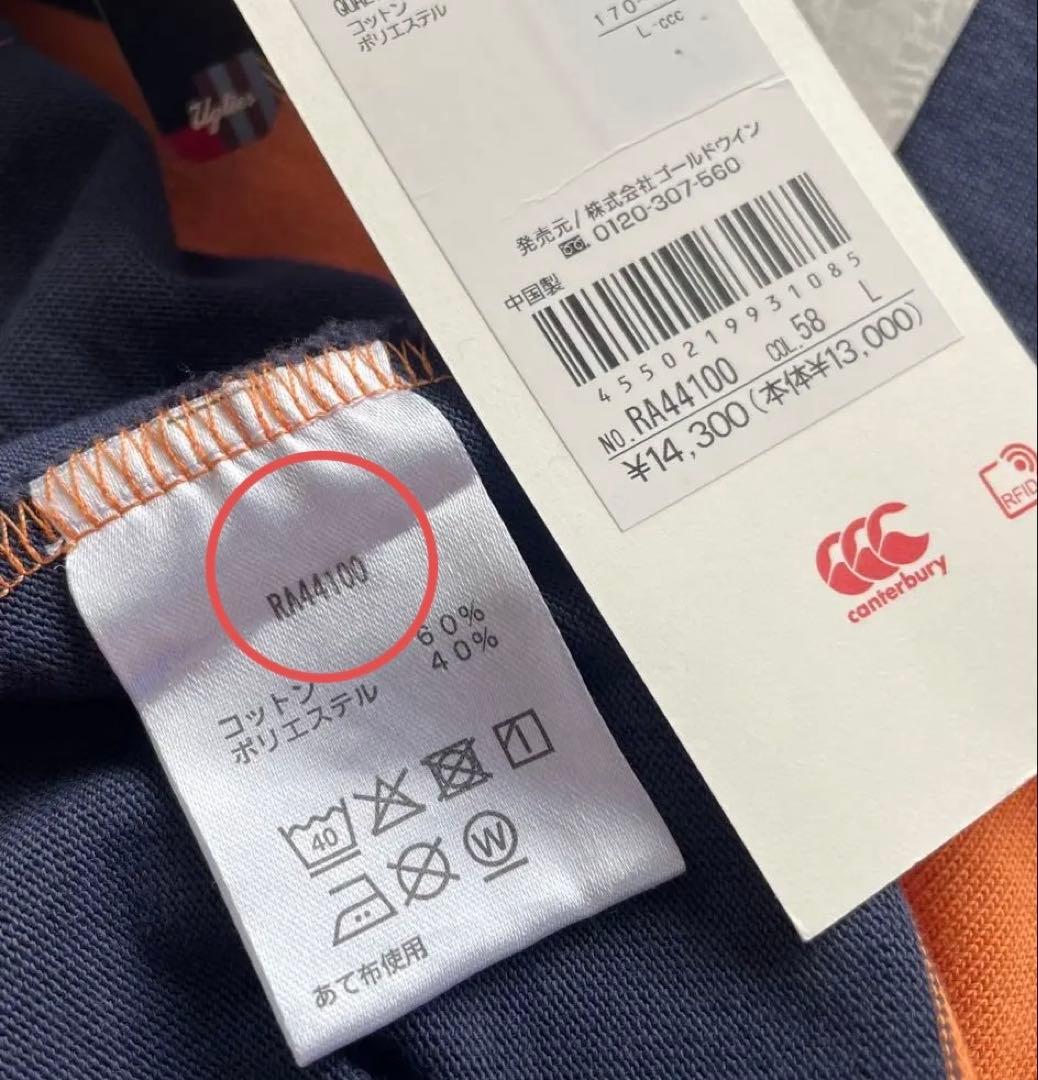 Uglies
コットン
ポリエステル
170-
L-ccc
発売元/株式会社ゴールドウイン
0120-307-560
中国製
4550219931085
NO.RA44100 COL.58 L
¥14,300(本体¥13,000)
RFID
canterbury
RA44100
コットン 60%
ポリエステル 40%
40
1
W
あて布使用